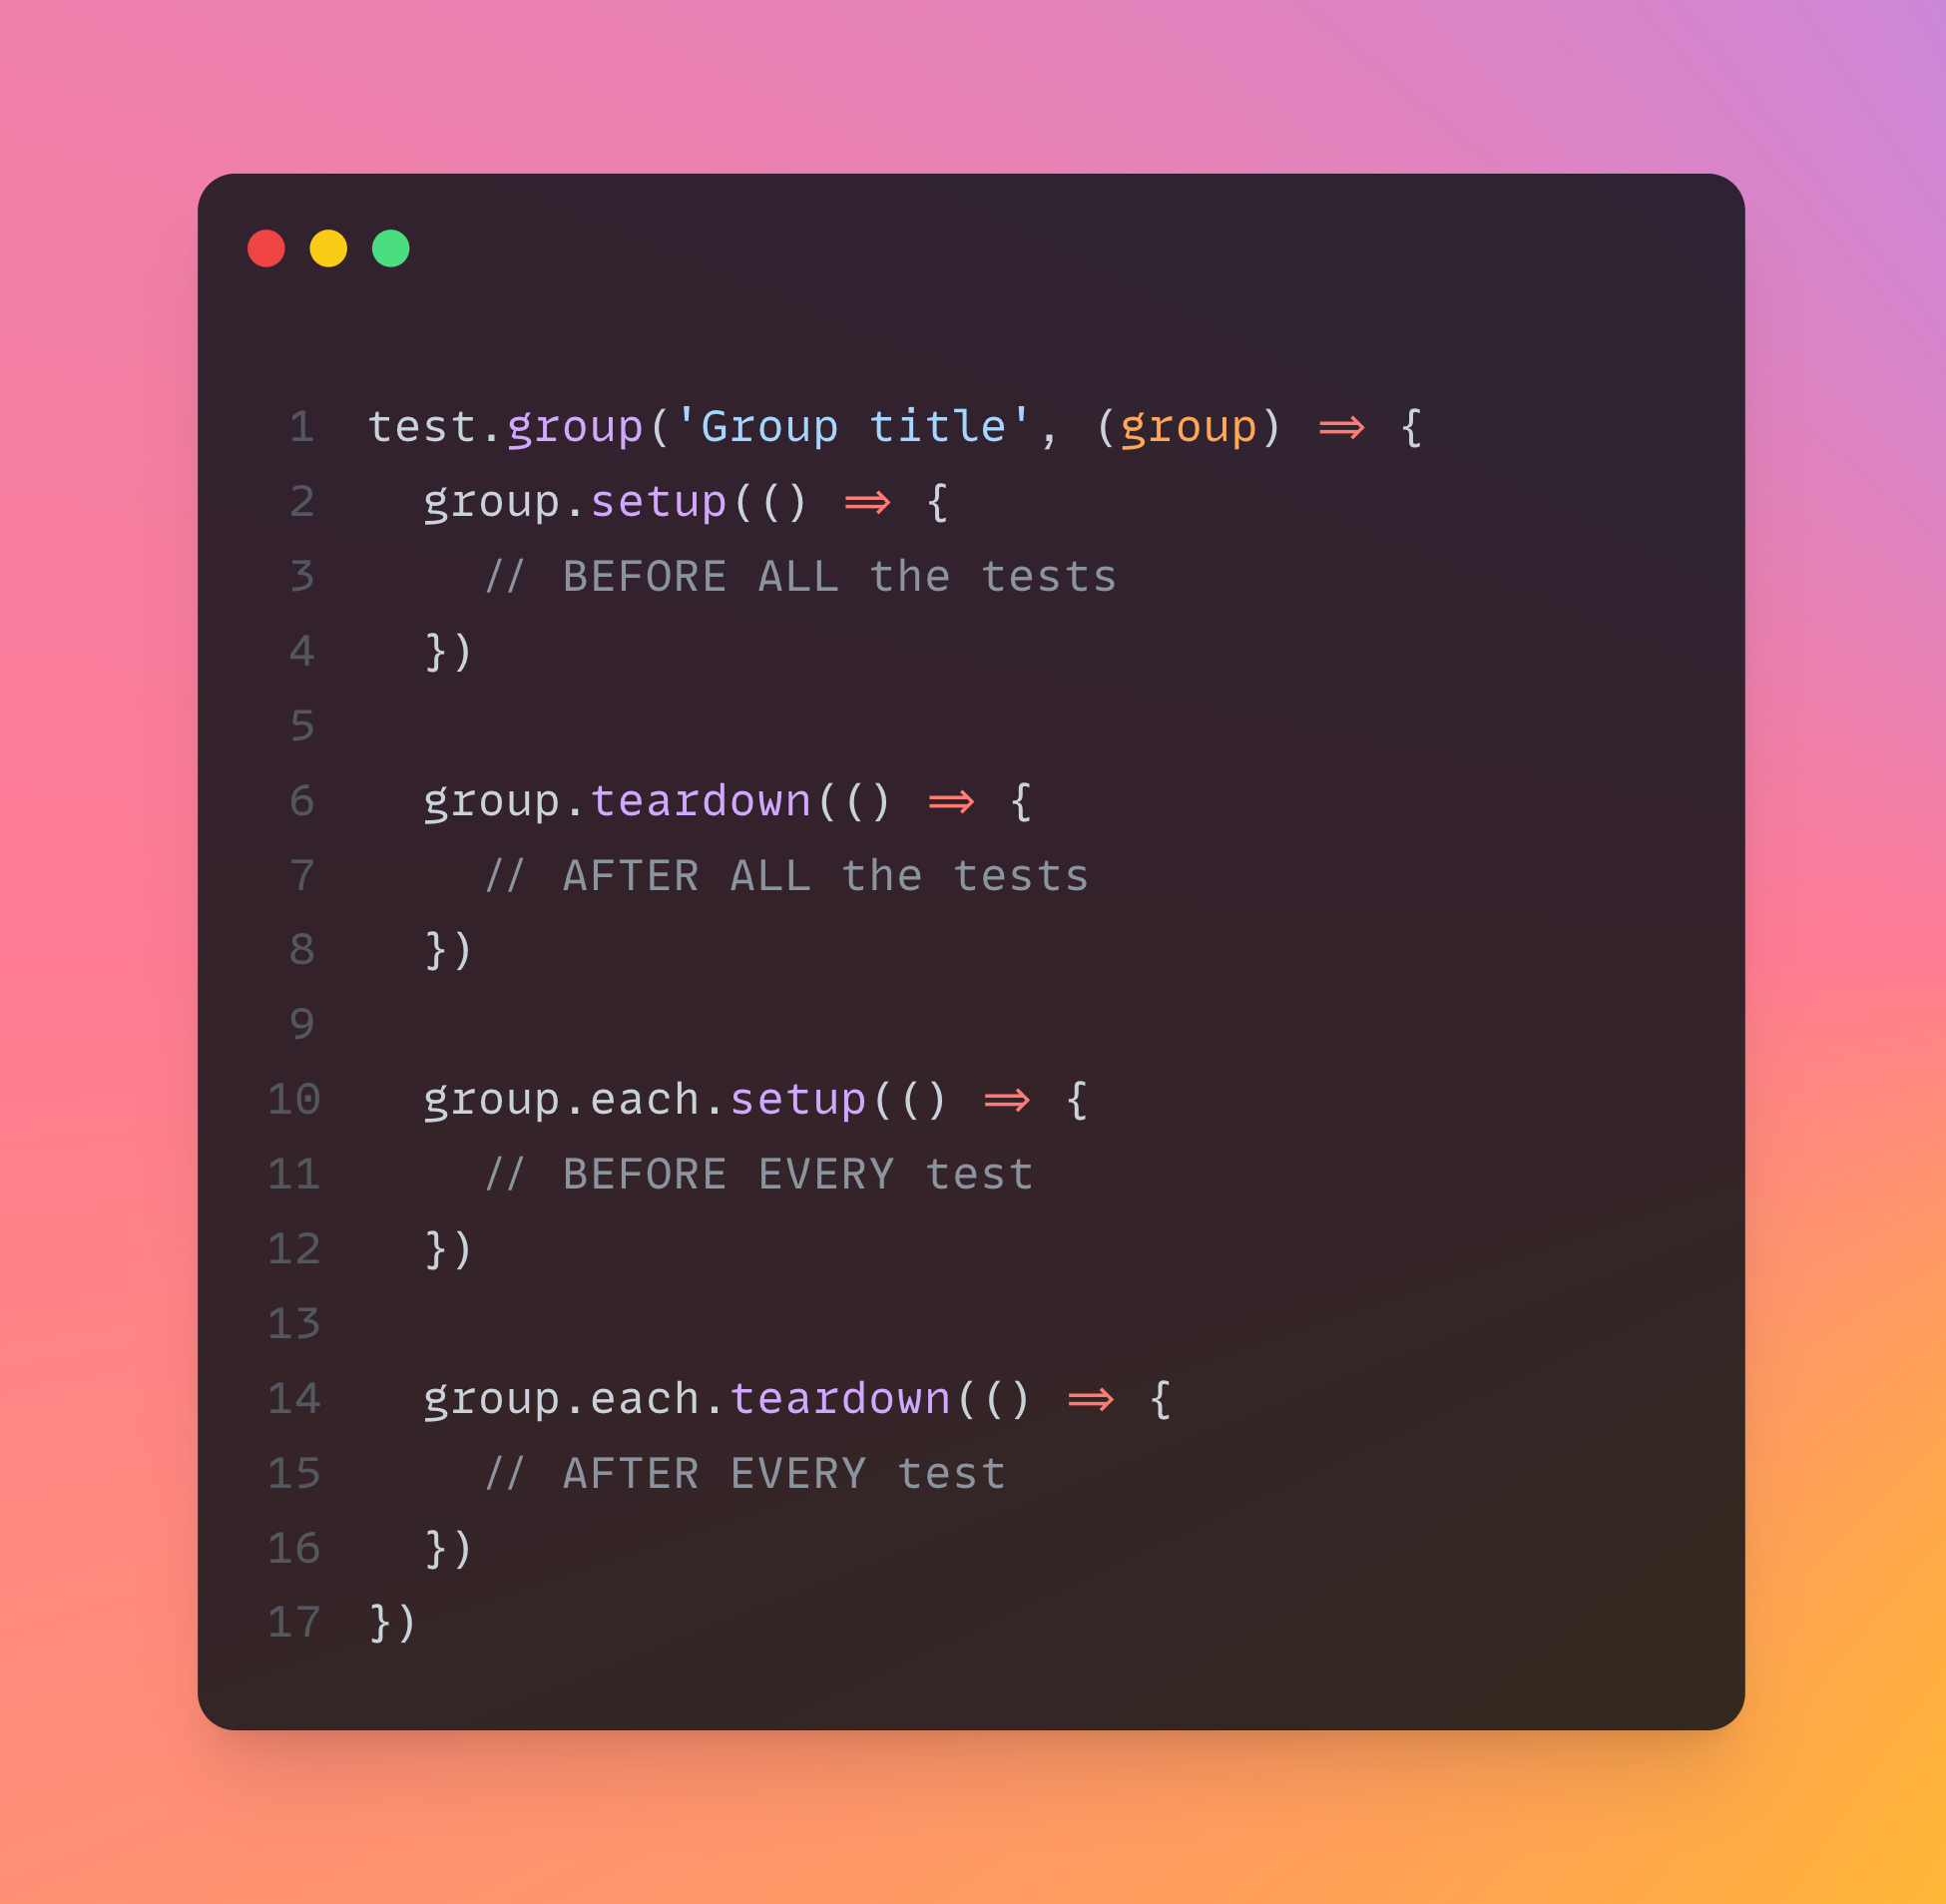 1 test.group('Group title', (group) => {
2   group.setup(() => {
3     // BEFORE ALL the tests
4   })
5
6   group.teardown(() => {
7     // AFTER ALL the tests
8   })
9
10   group.each.setup(() => {
11     // BEFORE EVERY test
12   })
13
14   group.each.teardown(() => {
15     // AFTER EVERY test
16   })
17 })